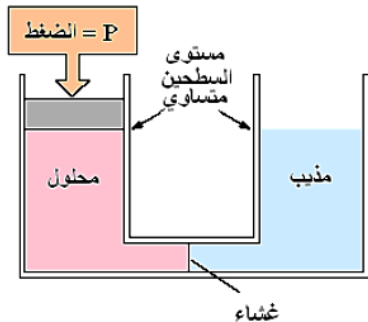 الضغط = P
مستوى
السطحين
متساوي
محلول
مذيب
غشاء